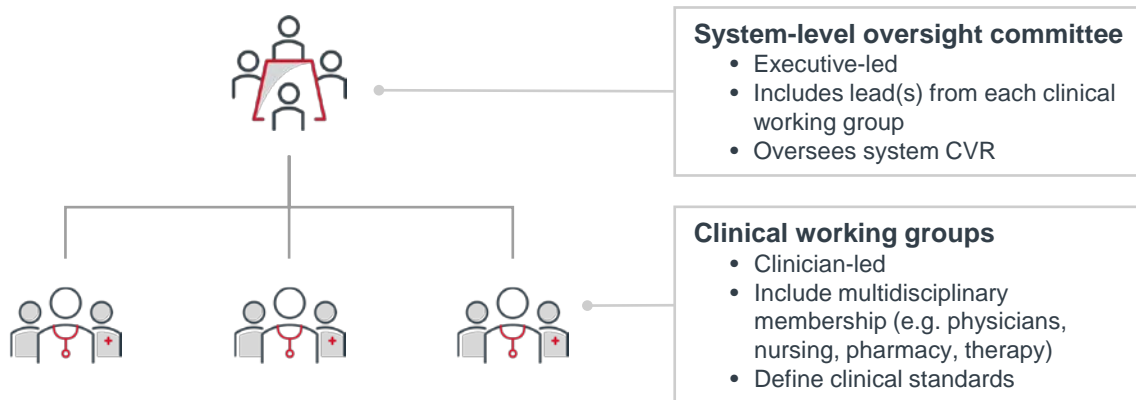 System-level oversight committee
• Executive-led
• Includes lead(s) from each clinical
working group
• Oversees system CVR
Clinical working groups
• Clinician-led
• Include multidisciplinary
membership (e.g. physicians,
nursing, pharmacy, therapy)
• Define clinical standards